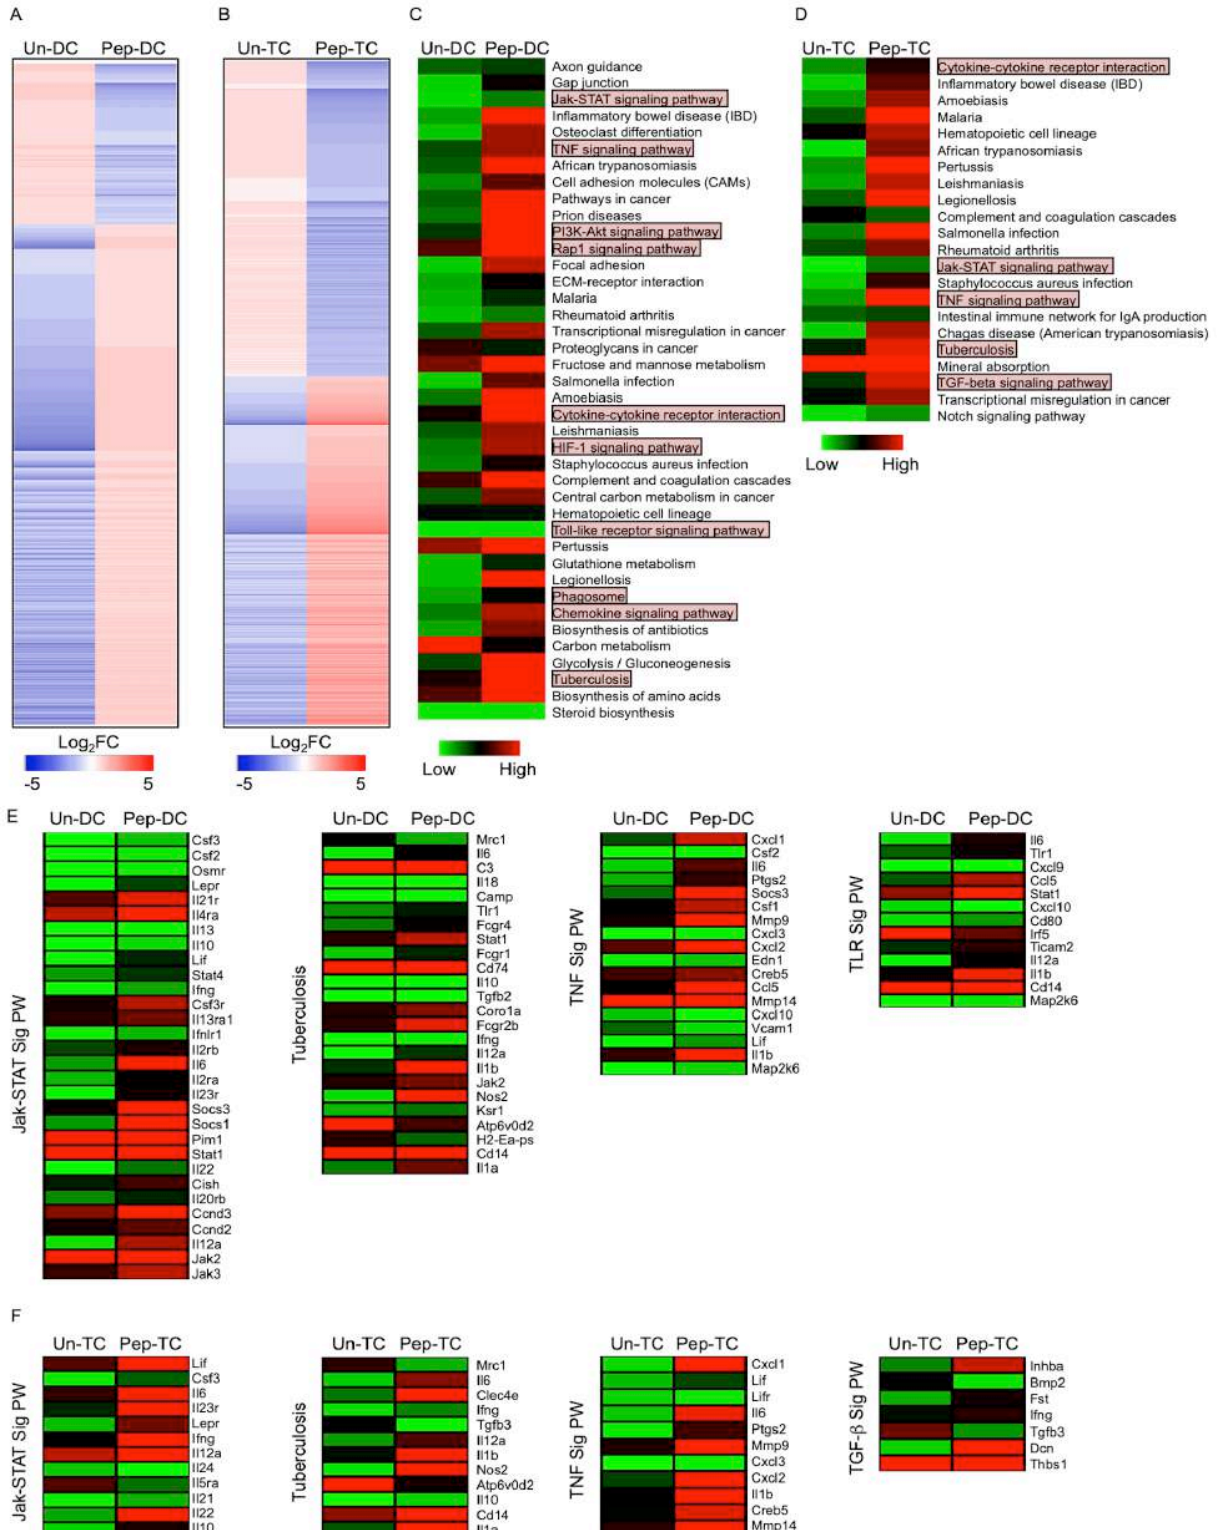 A
B
C
D
Un-DC Pep-DC
Un-TC Pep-TC
Un-DC Pep-DC
Un-TC Pep-TC
Axon guidance
Gap junction
Jak-STAT signaling pathway
Inflammatory bowel disease (IBD)
Osteoclast differentiation
TNF signaling pathway
African trypanosomiasis
Cell adhesion molecules (CAMs)
Pathways in cancer
Prion diseases
PI3K-Akt signaling pathway
Rap1 signaling pathway
Focal adhesion
ECM-receptor interaction
Malaria
Rheumatoid arthritis
Transcriptional misregulation in cancer
Proteoglycans in cancer
Fructose and mannose metabolism
Salmonella infection
Amoebiasis
Cytokine-cytokine receptor interaction
Leishmaniasis
HIF-1 signaling pathway
Staphylococcus aureus infection
Complement and coagulation cascades
Central carbon metabolism in cancer
Hematopoietic cell lineage
Toll-like receptor signaling pathway
Pertussis
Glutathione metabolism
Legionellosis
Phagosome
Chemokine signaling pathway
Biosynthesis of antibiotics
Carbon metabolism
Glycolysis / Gluconeogenesis
Tuberculosis
Biosynthesis of amino acids
Steroid biosynthesis
Cytokine-cytokine receptor interaction
Inflammatory bowel disease (IBD)
Amoebiasis
Malaria
Hematopoietic cell lineage
African trypanosomiasis
Pertussis
Leishmaniasis
Legionellosis
Complement and coagulation cascades
Salmonella infection
Rheumatoid arthritis
Jak-STAT signaling pathway
Staphylococcus aureus infection
TNF signaling pathway
Intestinal immune network for IgA production
Chagas disease (American trypanosomiasis)
Tuberculosis
Mineral absorption
TGF-beta signaling pathway
Transcriptional misregulation in cancer
Notch signaling pathway
Low High
Log2FC
-5 5
Log2FC
-5 5
Low High
E
Un-DC Pep-DC
Jak-STAT Sig PW
Csf3
Csf2
Osmr
Lepr
Il21r
Il4ra
Il13
Il10
Lif
Stat4
Ifng
Csf3r
Il13ra1
Ifnlr1
Il2rb
Il6
Il2ra
Il23r
Socs3
Socs1
Pim1
Stat1
Il22
Cish
Il20rb
Ccnd3
Ccnd2
Il12a
Jak2
Jak3
Un-DC Pep-DC
Tuberculosis
Mrc1
Il6
C3
Il18
Camp
Tlr1
Fcgr4
Stat1
Fcgr1
Cd74
Il10
Tgfb2
Coro1a
Fcgr2b
Ifng
Il12a
Il1b
Jak2
Nos2
Ksr1
Atp6v0d2
H2-Ea-ps
Cd14
Il1a
Un-DC Pep-DC
TNF Sig PW
Cxcl1
Csf2
Il6
Ptgs2
Socs3
Csf1
Mmp9
Cxcl3
Cxcl2
Edn1
Creb5
Ccl5
Mmp14
Cxcl10
Vcam1
Lif
Il1b
Map2k6
Un-DC Pep-DC
TLR Sig PW
Il6
Tlr1
Cxcl9
Ccl5
Stat1
Cxcl10
Cd80
Irf5
Ticam2
Il12a
Il1b
Cd14
Map2k6
F
Un-TC Pep-TC
Jak-STAT Sig PW
Lif
Csf3
Il6
Il23r
Lepr
Ifng
Il12a
Il24
Il5ra
Il21
Il22
Il10
Un-TC Pep-TC
Tuberculosis
Mrc1
Il6
Clec4e
Ifng
Tgfb3
Il12a
Il1b
Nos2
Atp6v0d2
Il10
Cd14
Il1a
Un-TC Pep-TC
TNF Sig PW
Cxcl1
Lif
Lifr
Il6
Ptgs2
Mmp9
Cxcl3
Cxcl2
Il1b
Creb5
Mmp14
Un-TC Pep-TC
TGF-β Sig PW
Inhba
Bmp2
Fst
Ifng
Tgfb3
Dcn
Thbs1